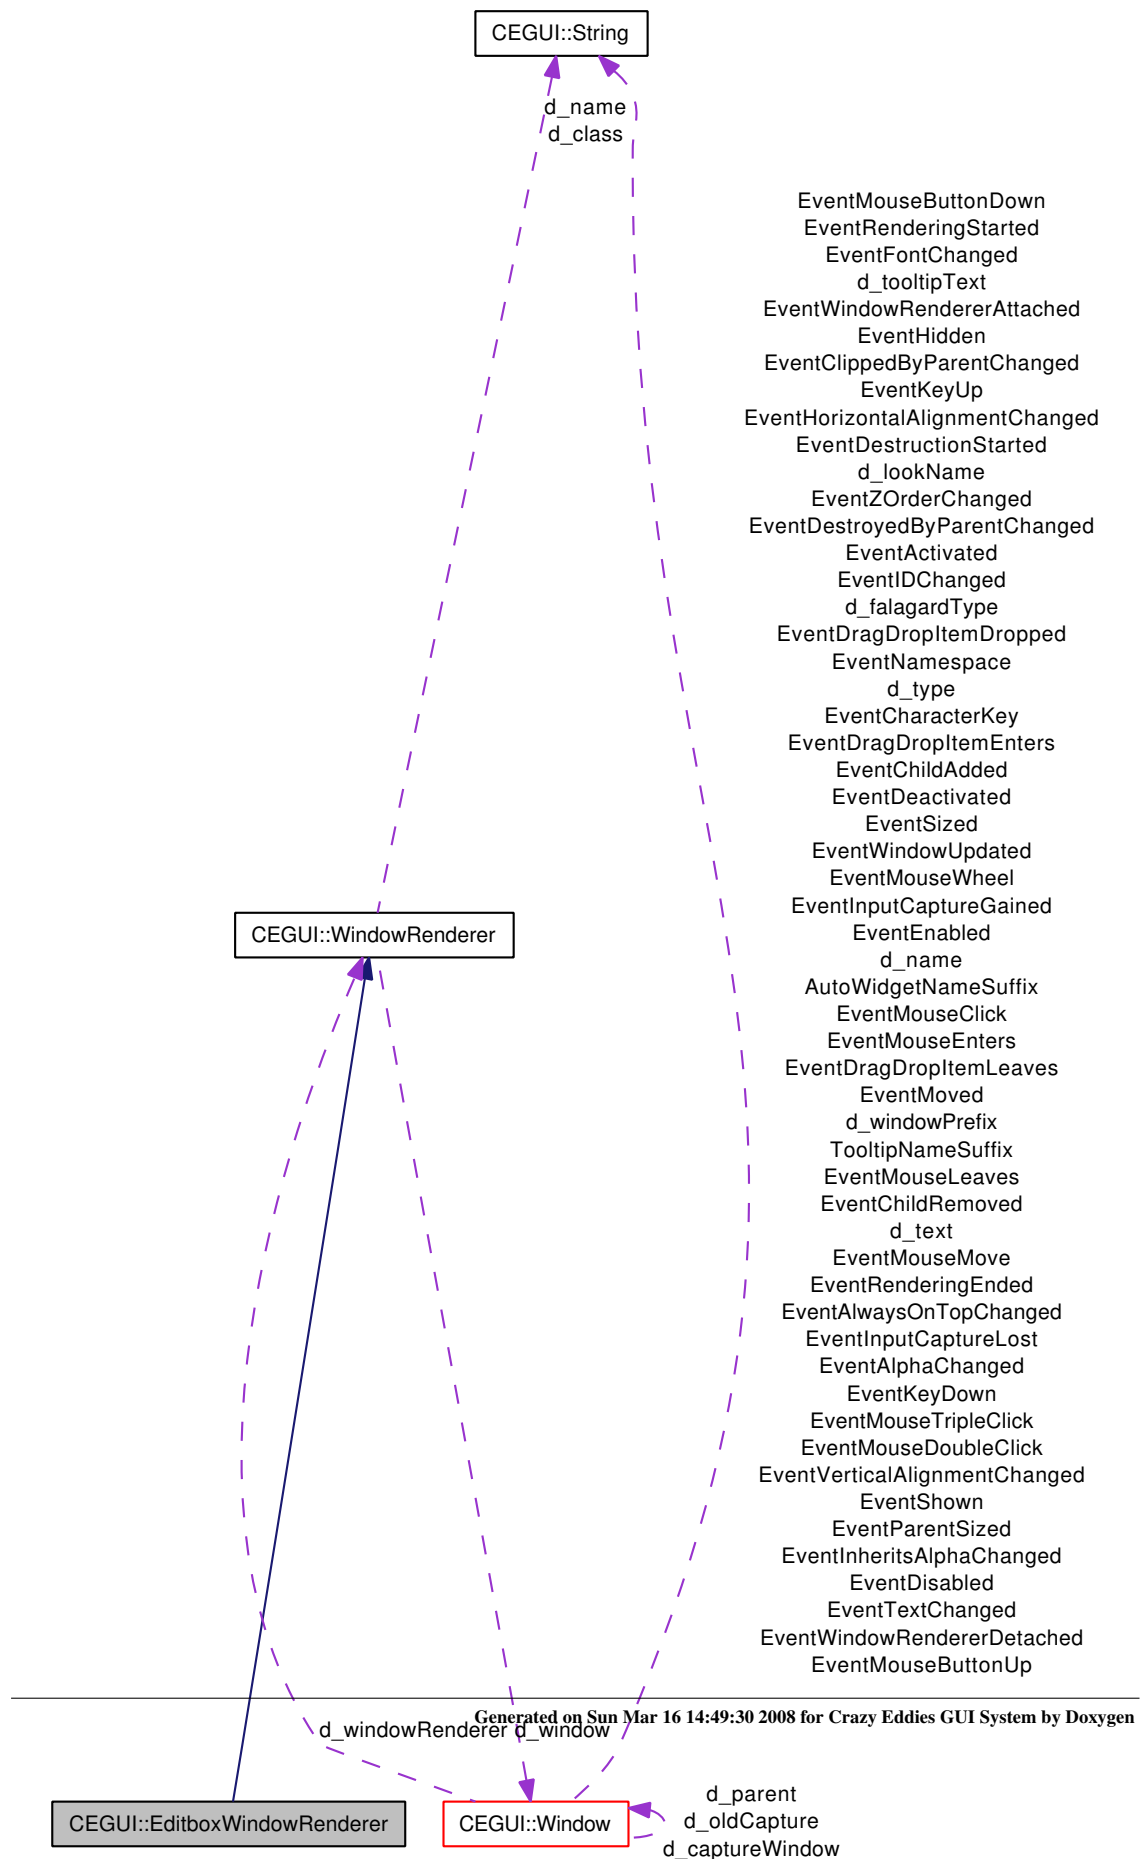 CEGUI::String
d_name
d_class
EventMouseButtonDown
EventRenderingStarted
EventFontChanged
d_tooltipText
EventWindowRendererAttached
EventHidden
EventClippedByParentChanged
EventKeyUp
EventHorizontalAlignmentChanged
EventDestructionStarted
d_lookName
EventZOrderChanged
EventDestroyedByParentChanged
EventActivated
EventIDChanged
d_falagardType
EventDragDropItemDropped
EventNamespace
d_type
EventCharacterKey
EventDragDropItemEnters
EventChildAdded
EventDeactivated
EventSized
EventWindowUpdated
EventMouseWheel
EventInputCaptureGained
EventEnabled
d_name
AutoWidgetNameSuffix
EventMouseClick
EventMouseEnters
EventDragDropItemLeaves
EventMoved
d_windowPrefix
TooltipNameSuffix
EventMouseLeaves
EventChildRemoved
d_text
EventMouseMove
EventRenderingEnded
EventAlwaysOnTopChanged
EventInputCaptureLost
EventAlphaChanged
EventKeyDown
EventMouseTripleClick
EventMouseDoubleClick
EventVerticalAlignmentChanged
EventShown
EventParentSized
EventInheritsAlphaChanged
EventDisabled
EventTextChanged
EventWindowRendererDetached
EventMouseButtonUp
CEGUI::WindowRenderer
Generated on Sun Mar 16 14:49:30 2008 for Crazy Eddies GUI System by Doxygen
d_windowRenderer
d_window
CEGUI::EditboxWindowRenderer
CEGUI::Window
d_parent
d_oldCapture
d_captureWindow